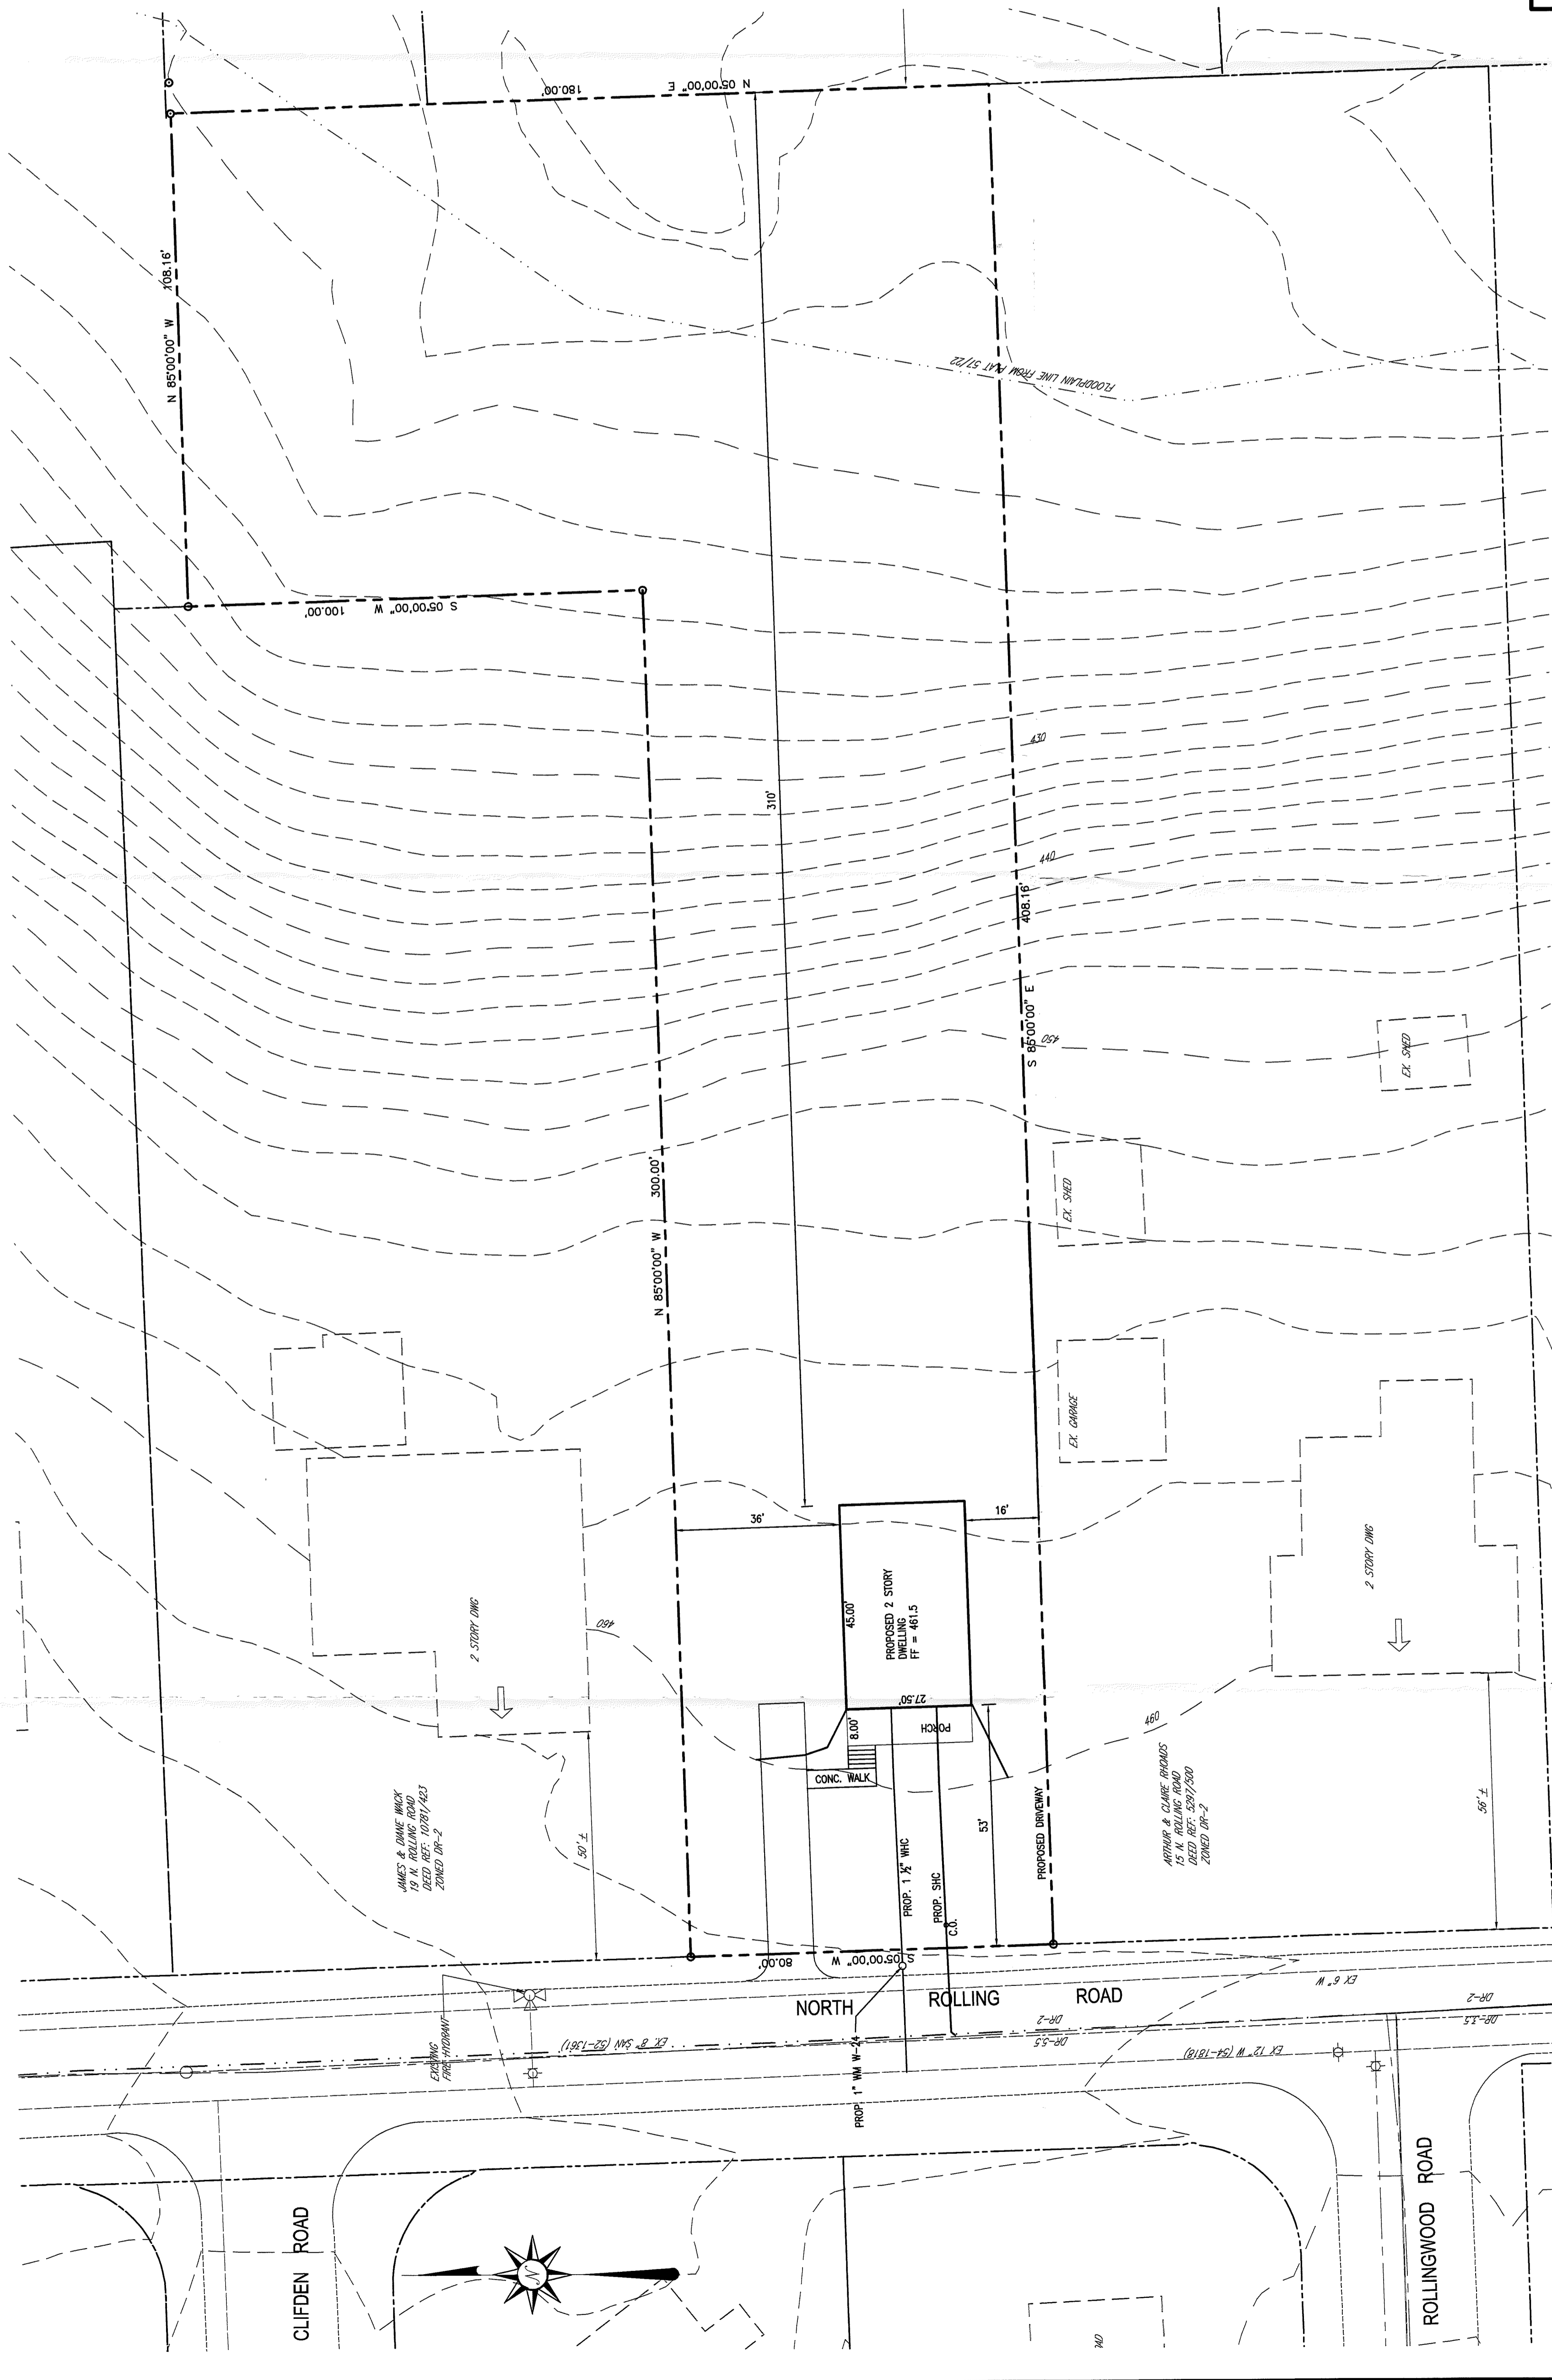 N 05°00'00" E
180.00'
N 85°00'00" W 108.16'
FLOODPLAIN LINE FROM PLAT 57/22
S 05°00'00" W
100.00'
430
310'
440
408.16'
S 85°00'00" E
450
EX. SHED
EX. SHED
N 85°00'00" W 300.00'
EX. GARAGE
36'
16'
2 STORY DWG
2 STORY DWG
460
45.00'
PROPOSED 2 STORY
DWELLING
FF = 461.5
27.50'
8.00'
PORCH
CONC. WALK
460
JAMES & DIANE WACK
19 N. ROLLING ROAD
DEED REF: 10781/423
ZONED DR-2
50'±
PROP. 1 ½" WHC
PROP. SHC
C.O.
53'
PROPOSED DRIVEWAY
ARTHUR & CLAIRE RHOADS
15 N. ROLLING ROAD
DEED REF: 5297/500
ZONED DR-2
56'±
S 05°00'00" W
80.00'
NORTH ROLLING ROAD
EX 6" W
DR-2
DR-5.5
DR-2
DR-3.5
EXISTING
FIRE HYDRANT
EX. 8" SAN (52-1361)
EX 12" W (54-1818)
PROP. 1" WM W-24
CLIFDEN ROAD
N
ROLLINGWOOD ROAD